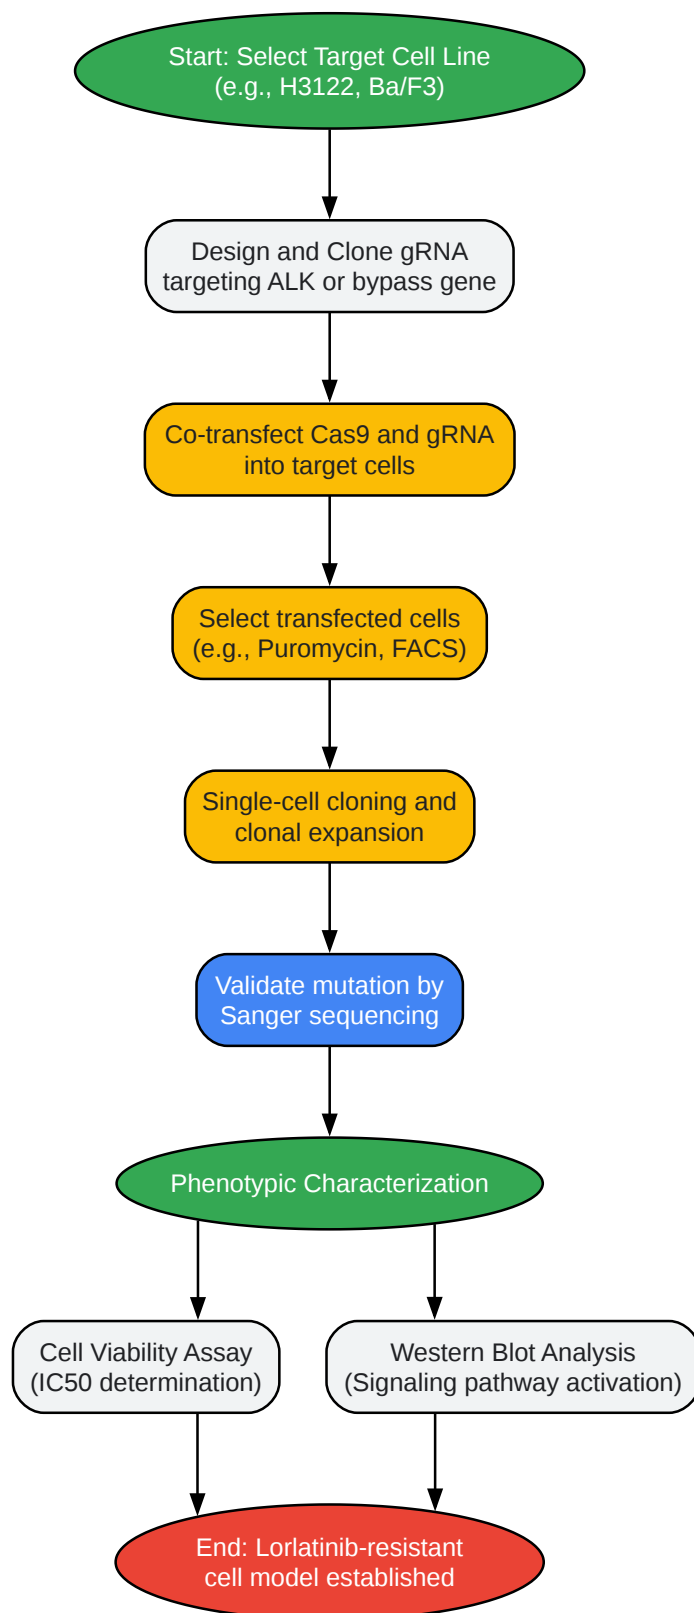 Start: Select Target Cell Line
(e.g., H3122, Ba/F3)
Design and Clone gRNA
targeting ALK or bypass gene
Co-transfect Cas9 and gRNA
into target cells
Select transfected cells
(e.g., Puromycin, FACS)
Single-cell cloning and
clonal expansion
Validate mutation by
Sanger sequencing
Phenotypic Characterization
Cell Viability Assay
(IC50 determination)
Western Blot Analysis
(Signaling pathway activation)
End: Lorlatinib-resistant
cell model established